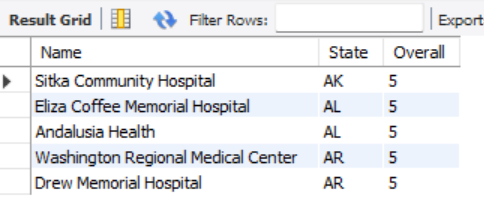 Result Grid Filter Rows: Export
Name State Overall
Sitka Community Hospital AK 5
Eliza Coffee Memorial Hospital AL 5
Andalusia Health AL 5
Washington Regional Medical Center AR 5
Drew Memorial Hospital AR 5